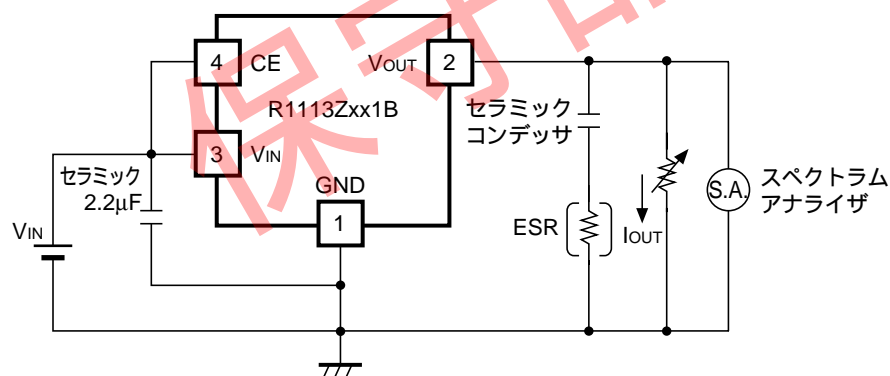 保守品
4
CE
VOUT
2
R1113Zxx1B
セラミック
コンデッサ
3
VIN
セラミック
2.2μF
GND
1
VIN
ESR
IOUT
S.A.
スペクトラム
アナライザ